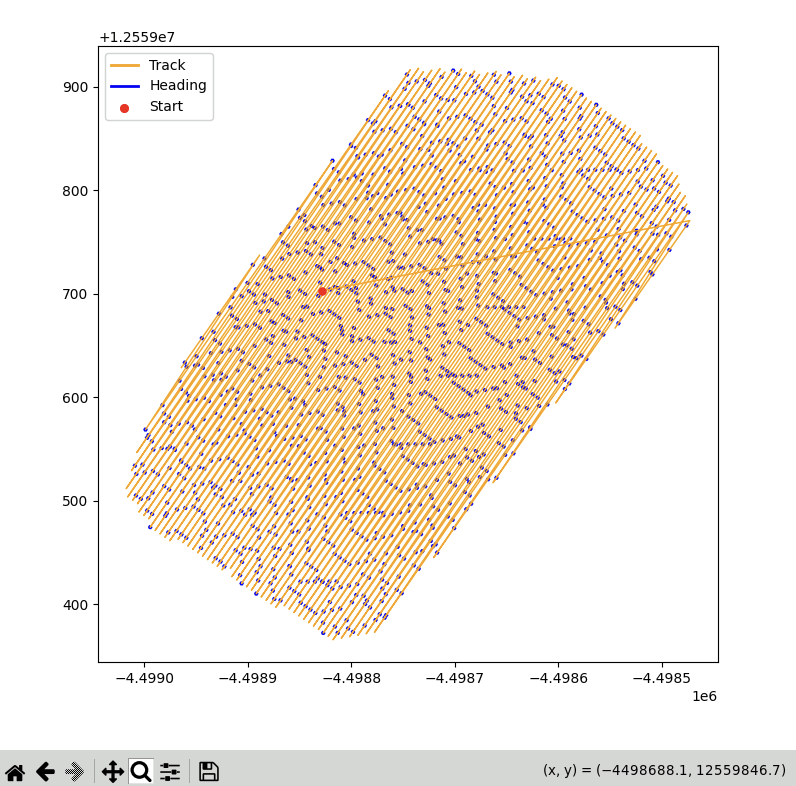 +1.2559e7
Track
Heading
Start
900
800
700
600
500
400
−4.4990
−4.4989
−4.4988
−4.4987
−4.4986
−4.4985
1e6
(x, y) = (−4498688.1, 12559846.7)